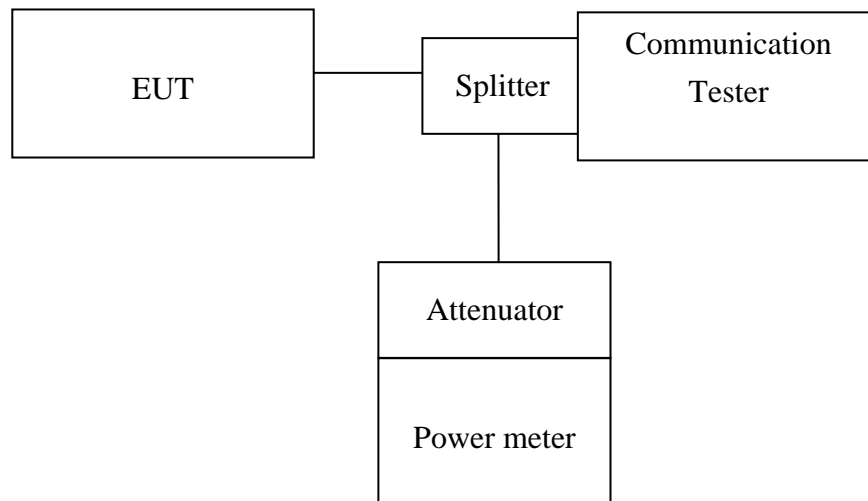 EUT
Splitter
Communication
Tester
Attenuator
Power meter